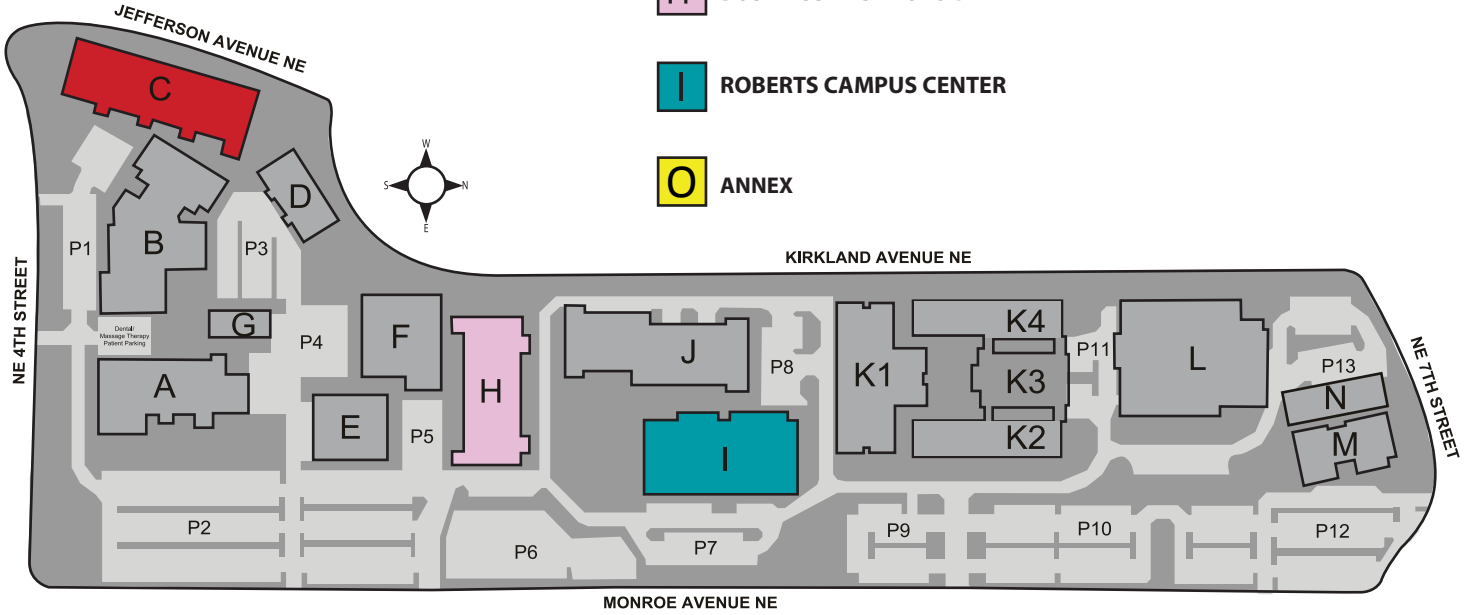 H
I ROBERTS CAMPUS CENTER
O ANNEX
JEFFERSON AVENUE NE
C
D
B
W
S N
E
P1
P3
KIRKLAND AVENUE NE
NE 4TH STREET
G
Dental/
Massage Therapy
Patient Parking
P4
F
A
E
P5
H
J
P8
I
K1
K4
K3
K2
P11
L
P13
N
M
NE 7TH STREET
P2
P6
P7
P9
P10
P12
MONROE AVENUE NE